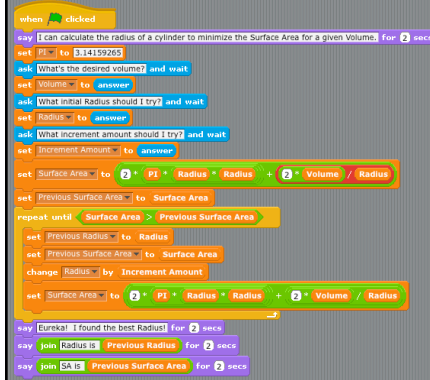 when clicked
say I can calculate the radius of a cylinder to minimize the Surface Area for a given Volume. for 2 secs
set PI to 3.14159265
ask What's the desired volume? and wait
set Volume to answer
ask What initial Radius should I try? and wait
set Radius to answer
ask What increment amount should I try? and wait
set Increment Amount to answer
set Surface Area to 2 * PI * Radius * Radius + 2 * Volume / Radius
set Previous Surface Area to Surface Area
repeat until Surface Area > Previous Surface Area
set Previous Radius to Radius
set Previous Surface Area to Surface Area
change Radius by Increment Amount
set Surface Area to 2 * PI * Radius * Radius + 2 * Volume / Radius
say Eureka! I found the best Radius! for 2 secs
say join Radius is Previous Radius for 2 secs
say join SA is Previous Surface Area for 2 secs